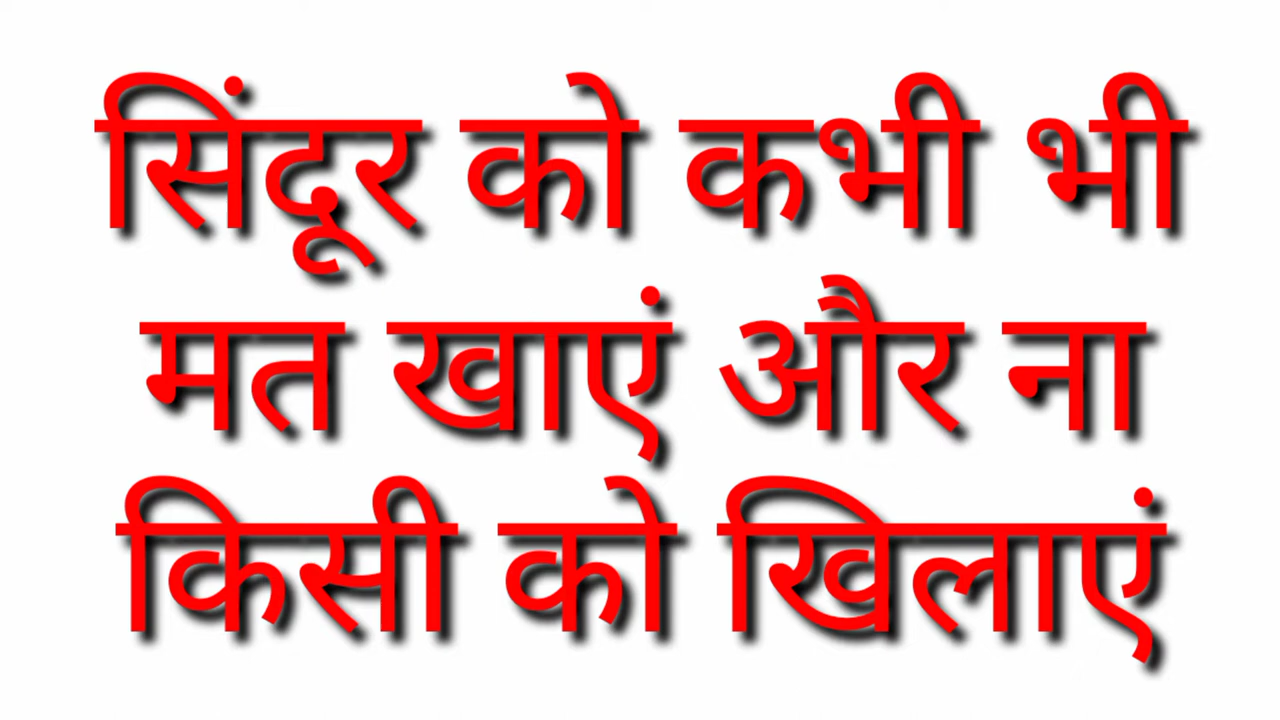 सिंदूर को कभी भी
मत खाएं और ना
किसी को खिलाएं